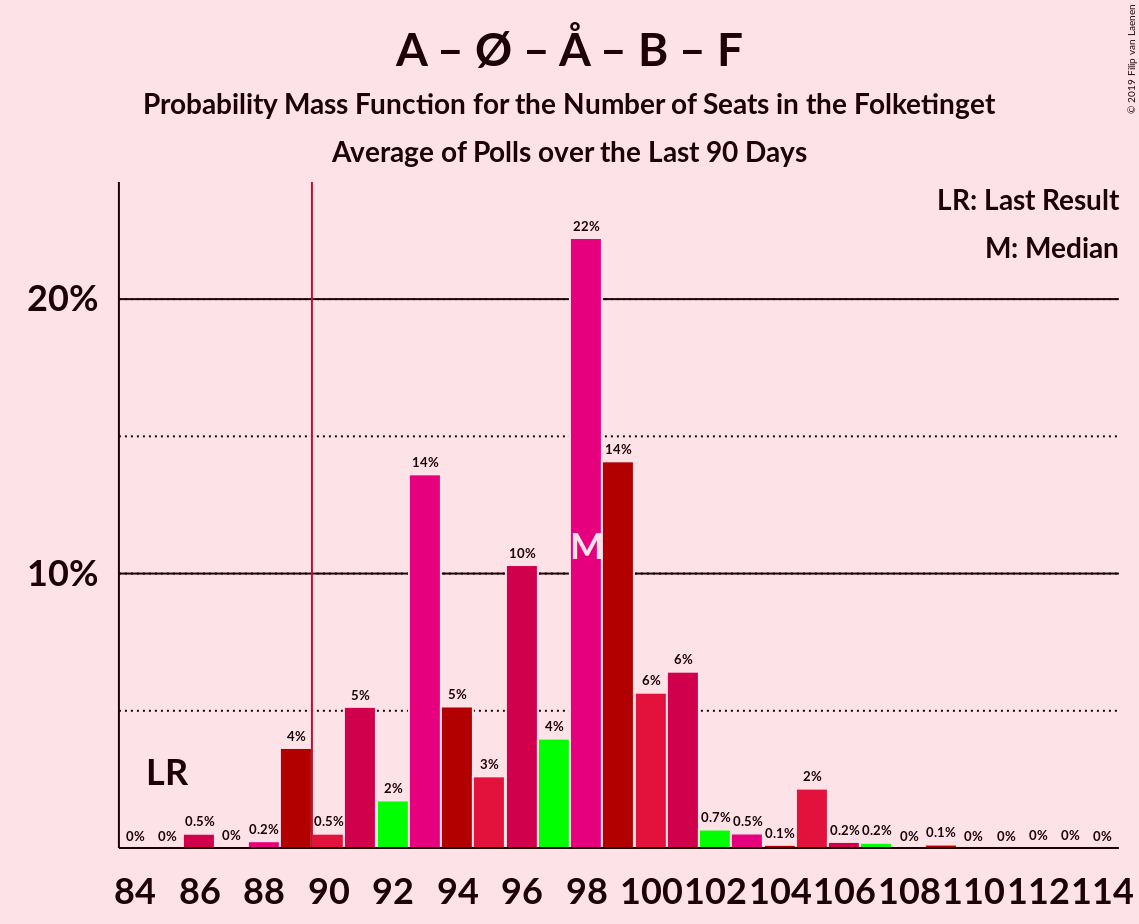 A – Ø – Å – B – F
Probability Mass Function for the Number of Seats in the Folketinget
Average of Polls over the Last 90 Days
© 2019 Filip van Laenen
LR: Last Result
M: Median
20%
10%
LR
M
0% 0% 0.5% 0% 0.2% 4% 0.5% 5% 2% 14% 5% 3% 10% 4% 22% 14% 6% 6% 0.7% 0.5% 0.1% 2% 0.2% 0.2% 0% 0.1% 0% 0% 0% 0% 0%
84 86 88 90 92 94 96 98 100 102 104 106 108 110 112 114